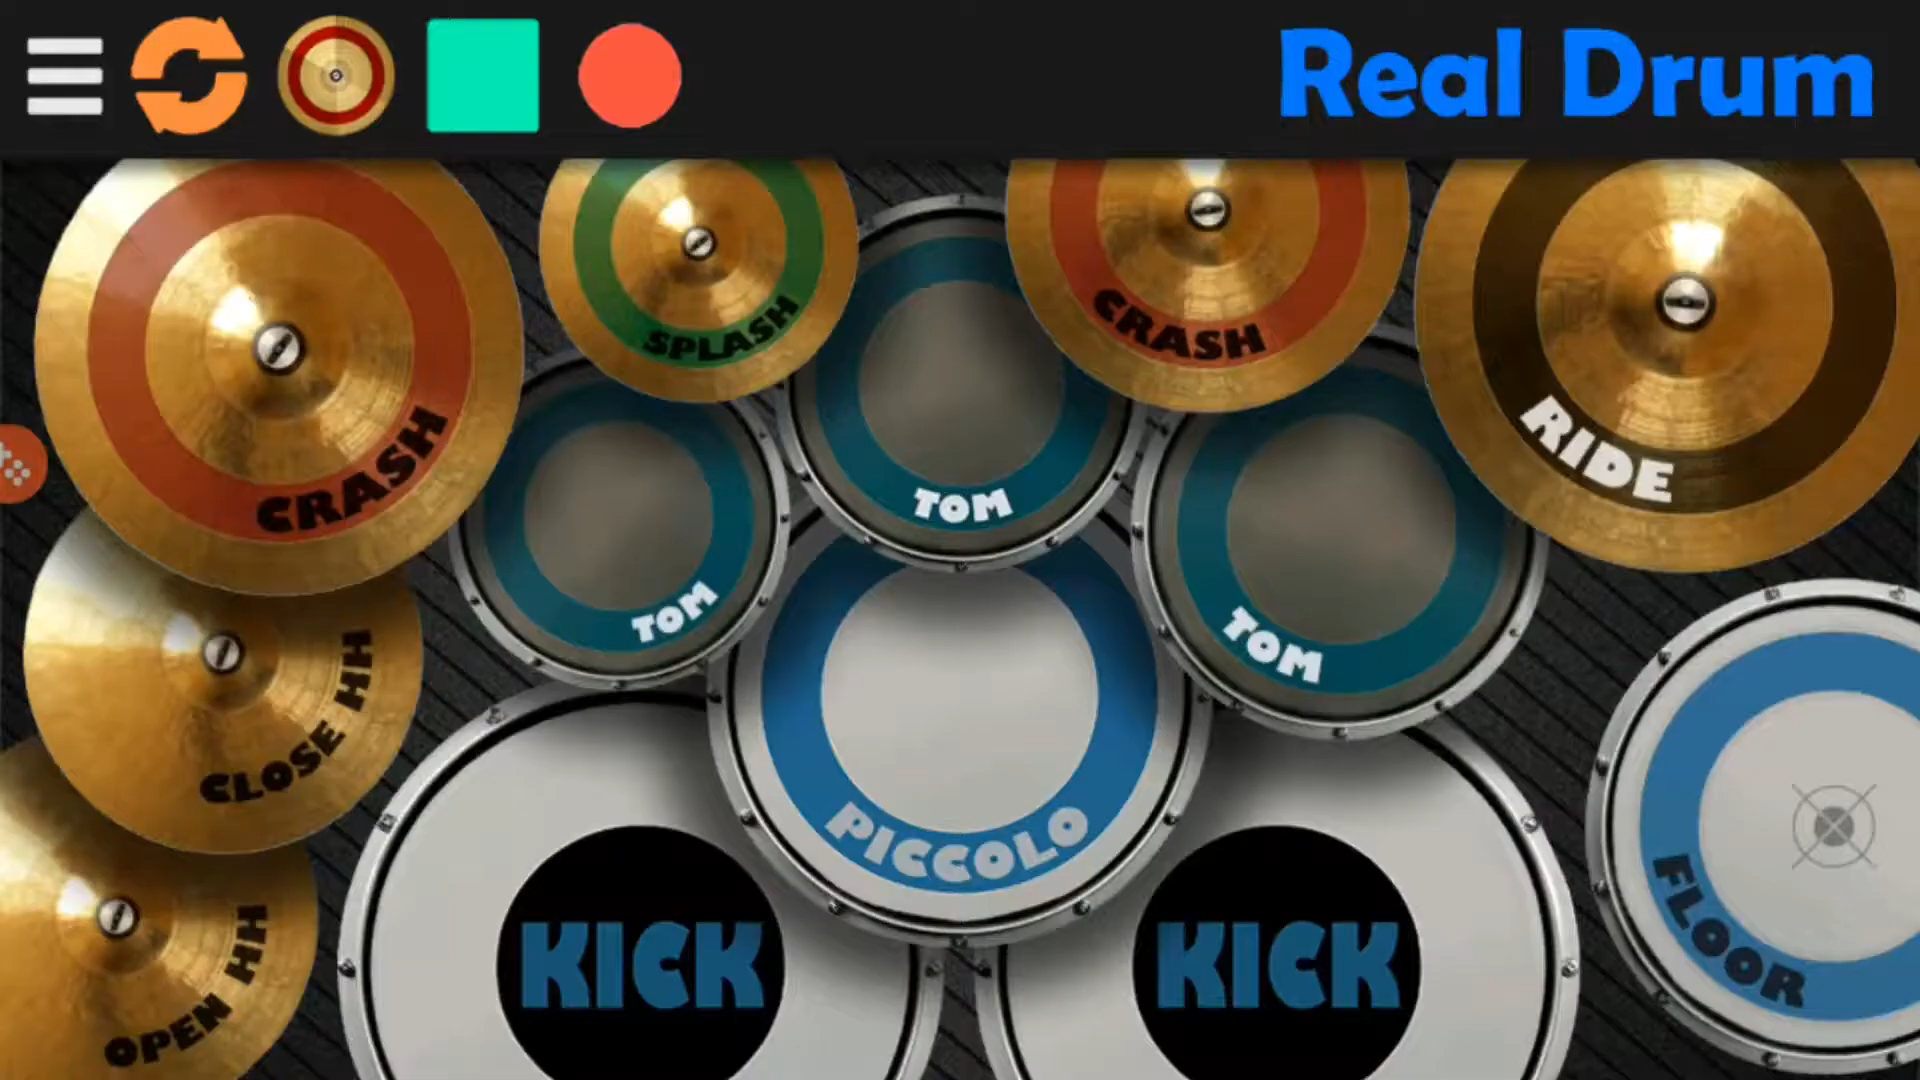 Real Drum
CRASH
SPLASH
CRASH
RIDE
TOM
TOM
TOM
CLOSE HH
PICCOLO
OPEN HH
KICK
KICK
FLOOR